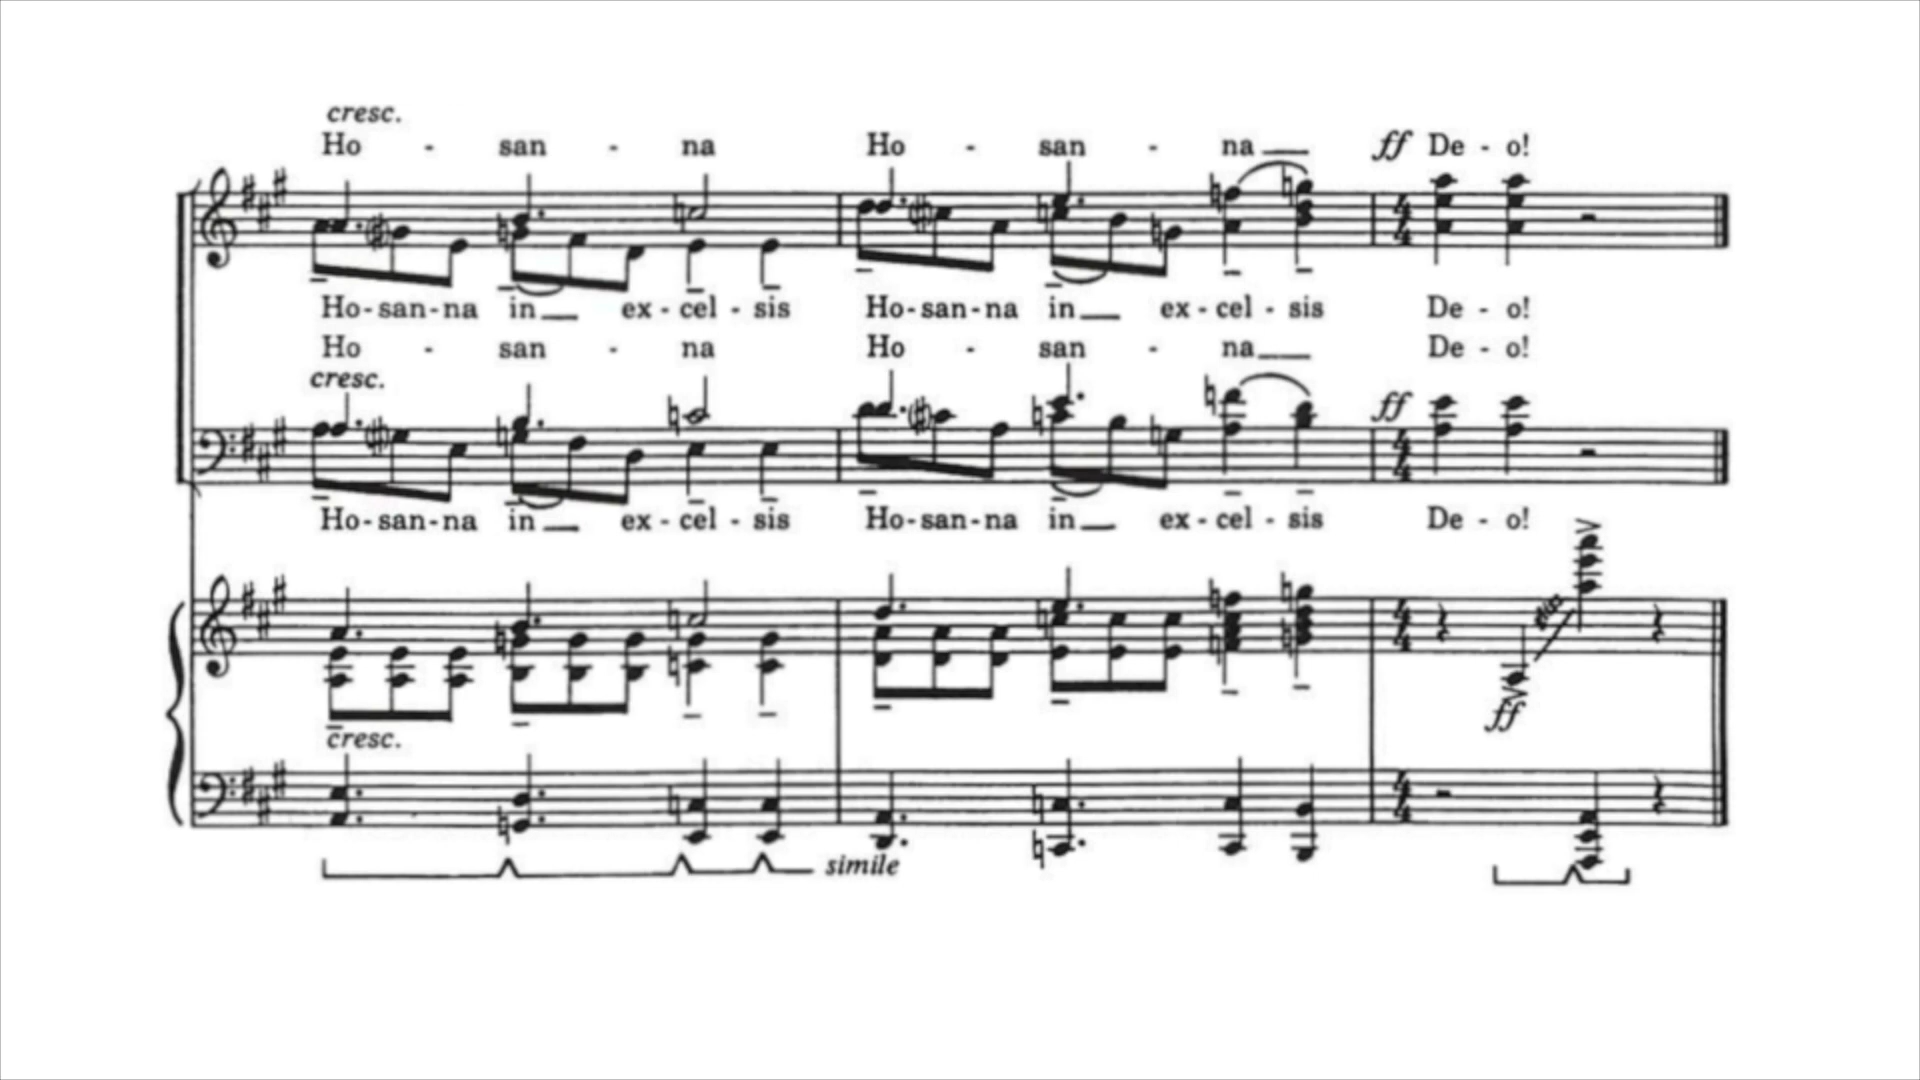 cresc.
Ho - san - na Ho - san - na ff De - o!
Ho - san - na in ex - cel - sis Ho - san - na in ex - cel - sis De - o!
Ho - san - na Ho - san - na De - o!
cresc. ff
Ho - san - na in ex - cel - sis Ho - san - na in ex - cel - sis De - o!
ff
cresc.
simile